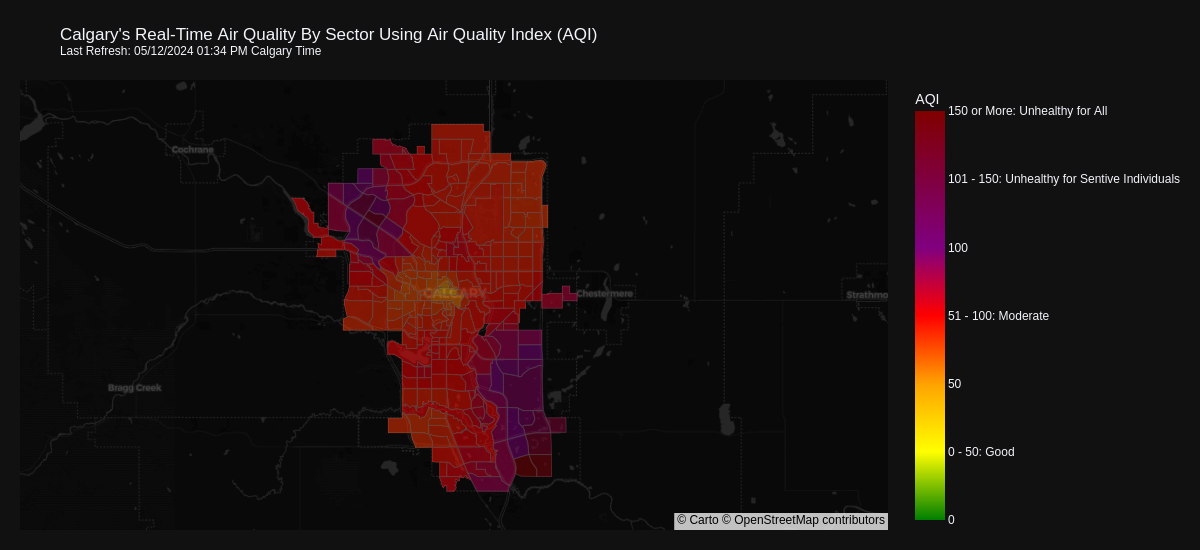 Calgary's Real-Time Air Quality By Sector Using Air Quality Index (AQI)
Last Refresh: 05/12/2024 01:34 PM Calgary Time
AQI
150 or More: Unhealthy for All
Cochrane
101 - 150: Unhealthy for Sentive Individuals
100
CALGARY
Chestermere
Strathmo
51 - 100: Moderate
Bragg Creek
50
0 - 50: Good
© Carto © OpenStreetMap contributors
0